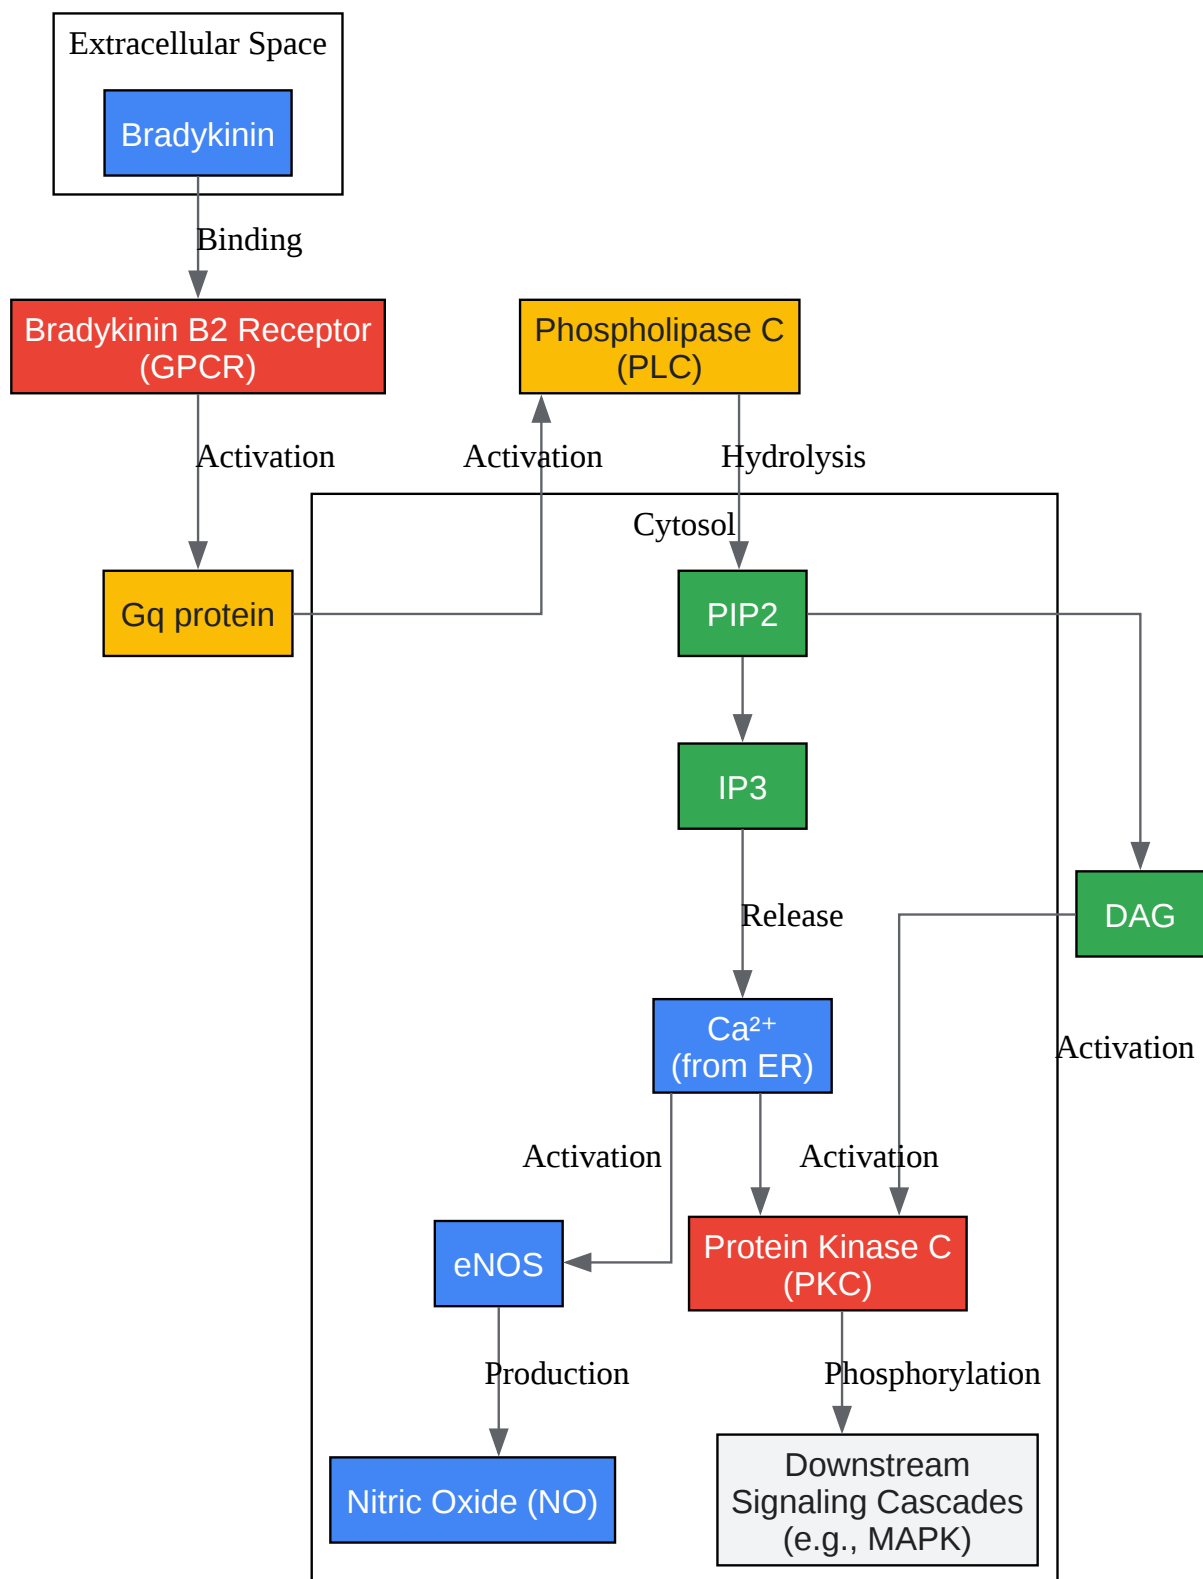 Extracellular Space
Bradykinin
Binding
Bradykinin B2 Receptor
(GPCR)
Phospholipase C
(PLC)
Activation
Activation
Hydrolysis
Cytosol
Gq protein
PIP2
IP3
Release
DAG
Ca²⁺
(from ER)
Activation
Activation
Activation
eNOS
Protein Kinase C
(PKC)
Production
Phosphorylation
Nitric Oxide (NO)
Downstream
Signaling Cascades
(e.g., MAPK)